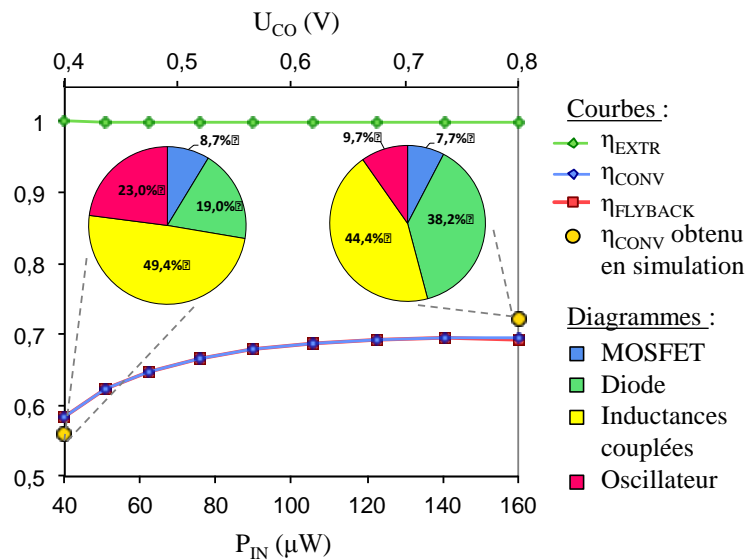 U_CO (V)
0,4 0,5 0,6 0,7 0,8
1
0,9
0,8
0,7
0,6
0,5
8,7%
19,0%
49,4%
23,0%
9,7%
7,7%
38,2%
44,4%
40 60 80 100 120 140 160
P_IN (µW)
Courbes :
η_EXTR
η_CONV
η_FLYBACK
η_CONV obtenu
en simulation
Diagrammes :
MOSFET
Diode
Inductances
couplées
Oscillateur